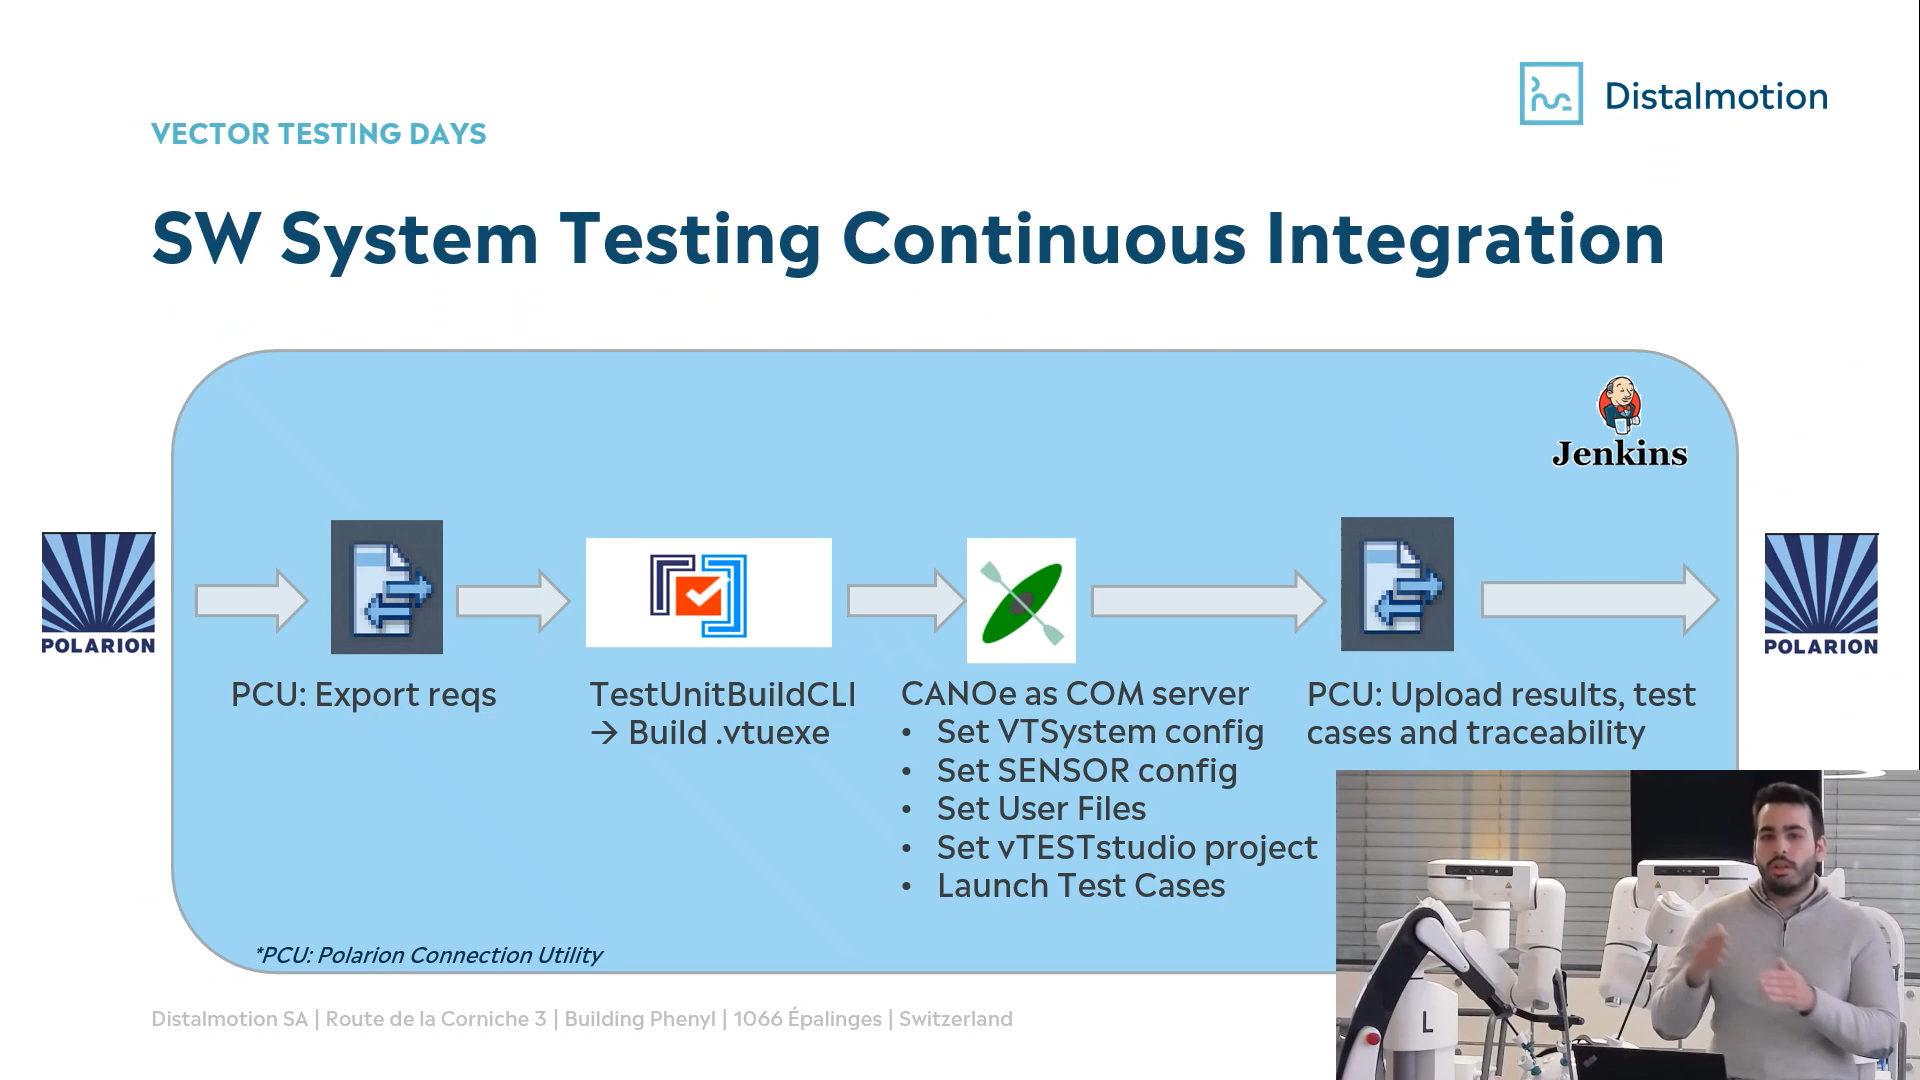 Distalmotion
VECTOR TESTING DAYS
SW System Testing Continuous Integration
Jenkins
POLARION
PCU: Export reqs
TestUnitBuildCLI
→ Build .vtuexe
CANOe as COM server
• Set VTSystem config
• Set SENSOR config
• Set User Files
• Set vTESTstudio project
• Launch Test Cases
PCU: Upload results, test
cases and traceability
POLARION
*PCU: Polarion Connection Utility
Distalmotion SA | Route de la Corniche 3 | Building Phenyl | 1066 Épalinges | Switzerland
L